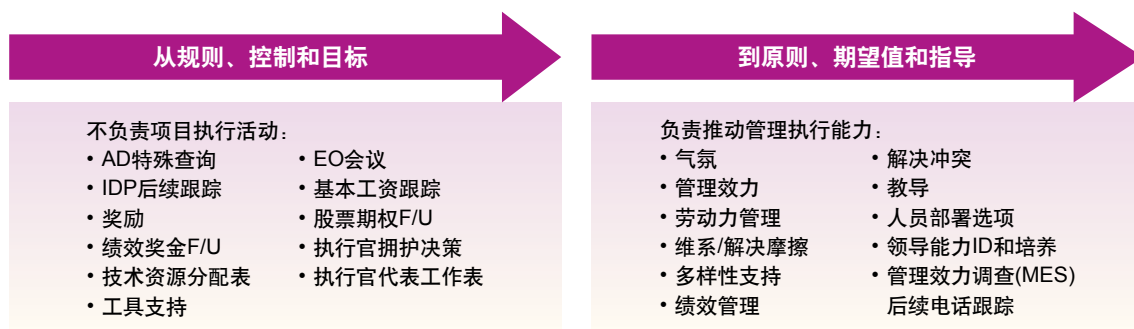 从规则、控制和目标
不负责项目执行活动：
• AD特殊查询
• IDP后续跟踪
• 奖励
• 绩效奖金F/U
• 技术资源分配表
• 工具支持
• EO会议
• 基本工资跟踪
• 股票期权F/U
• 执行官拥护决策
• 执行官代表工作表
到原则、期望值和指导
负责推动管理执行能力：
• 气氛
• 管理效力
• 劳动力管理
• 维系/解决摩擦
• 多样性支持
• 绩效管理
• 解决冲突
• 教导
• 人员部署选项
• 领导能力ID和培养
• 管理效力调查(MES)
后续电话跟踪